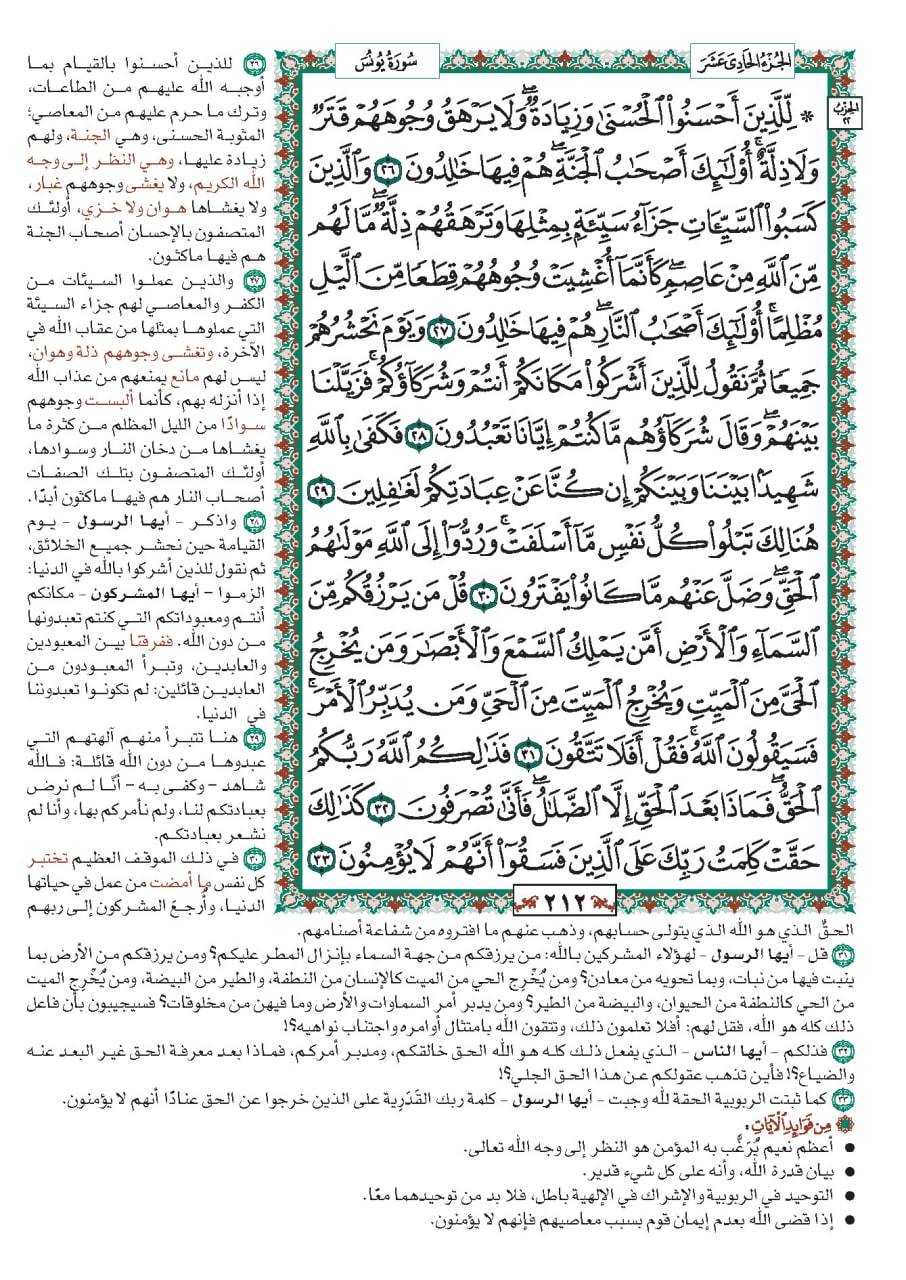 سُورَةُ يُونُس
الجُزْءُ الحَادِي عَشَرَ
الحِزْبُ
٢٢
* لِّلَّذِينَ أَحْسَنُواْ الْحُسْنَىٰ وَزِيَادَةٌ ۖ وَلَا يَرْهَقُ وُجُوهَهُمْ قَتَرٌ
وَلَا ذِلَّةٌ ۚ أُوْلَٰٓئِكَ أَصْحَٰبُ الْجَنَّةِ ۖ هُمْ فِيهَا خَٰلِدُونَ ٢٦ وَالَّذِينَ
كَسَبُواْ السَّيِّـَٔاتِ جَزَآءُ سَيِّئَةِۭ بِمِثْلِهَا وَتَرْهَقُهُمْ ذِلَّةٌ ۖ مَّا لَهُم
مِّنَ اللَّهِ مِنْ عَاصِمٍ ۖ كَأَنَّمَآ أُغْشِيَتْ وُجُوهُهُمْ قِطَعًا مِّنَ الَّيْلِ
مُظْلِمًا ۚ أُوْلَٰٓئِكَ أَصْحَٰبُ النَّارِ ۖ هُمْ فِيهَا خَٰلِدُونَ ٢٧ وَيَوْمَ نَحْشُرُهُمْ
جَمِيعًا ثُمَّ نَقُولُ لِلَّذِينَ أَشْرَكُواْ مَكَانَكُمْ أَنتُمْ وَشُرَكَآؤُكُمْ ۚ فَزَيَّلْنَا
بَيْنَهُمْ ۖ وَقَالَ شُرَكَآؤُهُم مَّا كُنتُمْ إِيَّانَا تَعْبُدُونَ ٢٨ فَكَفَىٰ بِاللَّهِ
شَهِيدًۢا بَيْنَنَا وَبَيْنَكُمْ إِن كُنَّا عَنْ عِبَادَتِكُمْ لَغَٰفِلِينَ ٢٩
هُنَالِكَ تَبْلُواْ كُلُّ نَفْسٍ مَّآ أَسْلَفَتْ ۚ وَرُدُّوٓاْ إِلَى اللَّهِ مَوْلَىٰهُمُ
الْحَقِّ ۖ وَضَلَّ عَنْهُم مَّا كَانُواْ يَفْتَرُونَ ٣٠ قُلْ مَن يَرْزُقُكُم مِّنَ
السَّمَآءِ وَالْأَرْضِ أَمَّن يَمْلِكُ السَّمْعَ وَالْأَبْصَٰرَ وَمَن يُخْرِجُ
الْحَيَّ مِنَ الْمَيِّتِ وَيُخْرِجُ الْمَيِّتَ مِنَ الْحَيِّ وَمَن يُدَبِّرُ الْأَمْرَ ۚ
فَسَيَقُولُونَ اللَّهُ ۚ فَقُلْ أَفَلَا تَتَّقُونَ ٣١ فَذَٰلِكُمُ اللَّهُ رَبُّكُمُ
الْحَقُّ ۖ فَمَاذَا بَعْدَ الْحَقِّ إِلَّا الضَّلَٰلُ ۖ فَأَنَّىٰ تُصْرَفُونَ ٣٢ كَذَٰلِكَ
حَقَّتْ كَلِمَتُ رَبِّكَ عَلَى الَّذِينَ فَسَقُوٓاْ أَنَّهُمْ لَا يُؤْمِنُونَ ٣٣
٢١٢
٢٦ للذين أحسنوا بالقيام بما
أوجبه الله عليهم من الطاعات،
وترك ما حرم عليهم من المعاصي؛
المثوبة الحسنى، وهي الجنة، ولهم
زيادة عليها، وهي النظر إلى وجه
الله الكريم، ولا يغشى وجوههم غبار،
ولا يغشاها هوان ولا خزي، أولئك
المتصفون بالإحسان أصحاب الجنة
هم فيها ماكثون.
٢٧ والذين عملوا السيئات من
الكفر والمعاصي لهم جزاء السيئة
التي عملوها بمثلها من عقاب الله في
الآخرة، وتغشى وجوههم ذلة وهوان،
ليس لهم مانع يمنعهم من عذاب الله
إذا أنزله بهم، كأنما ألبست وجوههم
سوادًا من الليل المظلم من كثرة ما
يغشاها من دخان النار وسوادها،
أولئك المتصفون بتلك الصفات
أصحاب النار هم فيها ماكثون أبدًا.
٢٨ واذكر - أيها الرسول - يوم
القيامة حين نحشر جميع الخلائق،
ثم نقول للذين أشركوا بالله في الدنيا:
الزموا - أيها المشركون - مكانكم
أنتم ومعبوداتكم التي كنتم تعبدونها
من دون الله. ففرقنا بين المعبودين
والعابدين، وتبرأ المعبودون من
العابدين قائلين: لم تكونوا تعبدوننا
في الدنيا.
٢٩ هنا تتبرأ منهم آلهتهم التي
عبدوها من دون الله قائلة: فالله
شاهد - وكفى به - أنّا لم نرض
بعبادتكم لنا، ولم نأمركم بها، وأنا لم
نشعر بعبادتكم.
٣٠ في ذلك الموقف العظيم تختبر
كل نفس ما أمضت من عمل في حياتها
الدنيا، وأُرجعَ المشركون إلى ربهم
الحقّ الذي هو الله الذي يتولى حسابهم، وذهب عنهم ما افتروه من شفاعة أصنامهم.
٣١ قل - أيها الرسول - لهؤلاء المشركين بالله: من يرزقكم من جهة السماء بإنزال المطر عليكم؟ ومن يرزقكم من الأرض بما
ينبت فيها من نبات، وبما تحويه من معادن؟ ومن يُخْرِج الحي من الميت كالإنسان من النطفة، والطير من البيضة، ومن يُخْرِج الميت
من الحي كالنطفة من الحيوان، والبيضة من الطير؟ ومن يدبر أمر السماوات والأرض وما فيهن من مخلوقات؟ فسيجيبون بأن فاعل
ذلك كله هو الله، فقل لهم: أفلا تعلمون ذلك، وتتقون الله بامتثال أوامره واجتناب نواهيه؟!
٣٢ فذلكم - أيها الناس - الذي يفعل ذلك كله هو الله الحق خالقكم، ومدبر أمركم، فماذا بعد معرفة الحق غير البعد عنه
والضياع؟! فأين تذهب عقولكم عن هذا الحق الجلي؟!
٣٣ كما ثبتت الربوبية الحقة لله وجبت - أيها الرسول - كلمة ربك القَدَرِية على الذين خرجوا عن الحق عنادًا أنهم لا يؤمنون.
مِن فَوَائِدِ الآيَاتِ:
• أعظم نعيم يُرَغَّب به المؤمن هو النظر إلى وجه الله تعالى.
• بيان قدرة الله، وأنه على كل شيء قدير.
• التوحيد في الربوبية والإشراك في الإلهية باطل، فلا بد من توحيدهما معًا.
• إذا قضى الله بعدم إيمان قوم بسبب معاصيهم فإنهم لا يؤمنون.